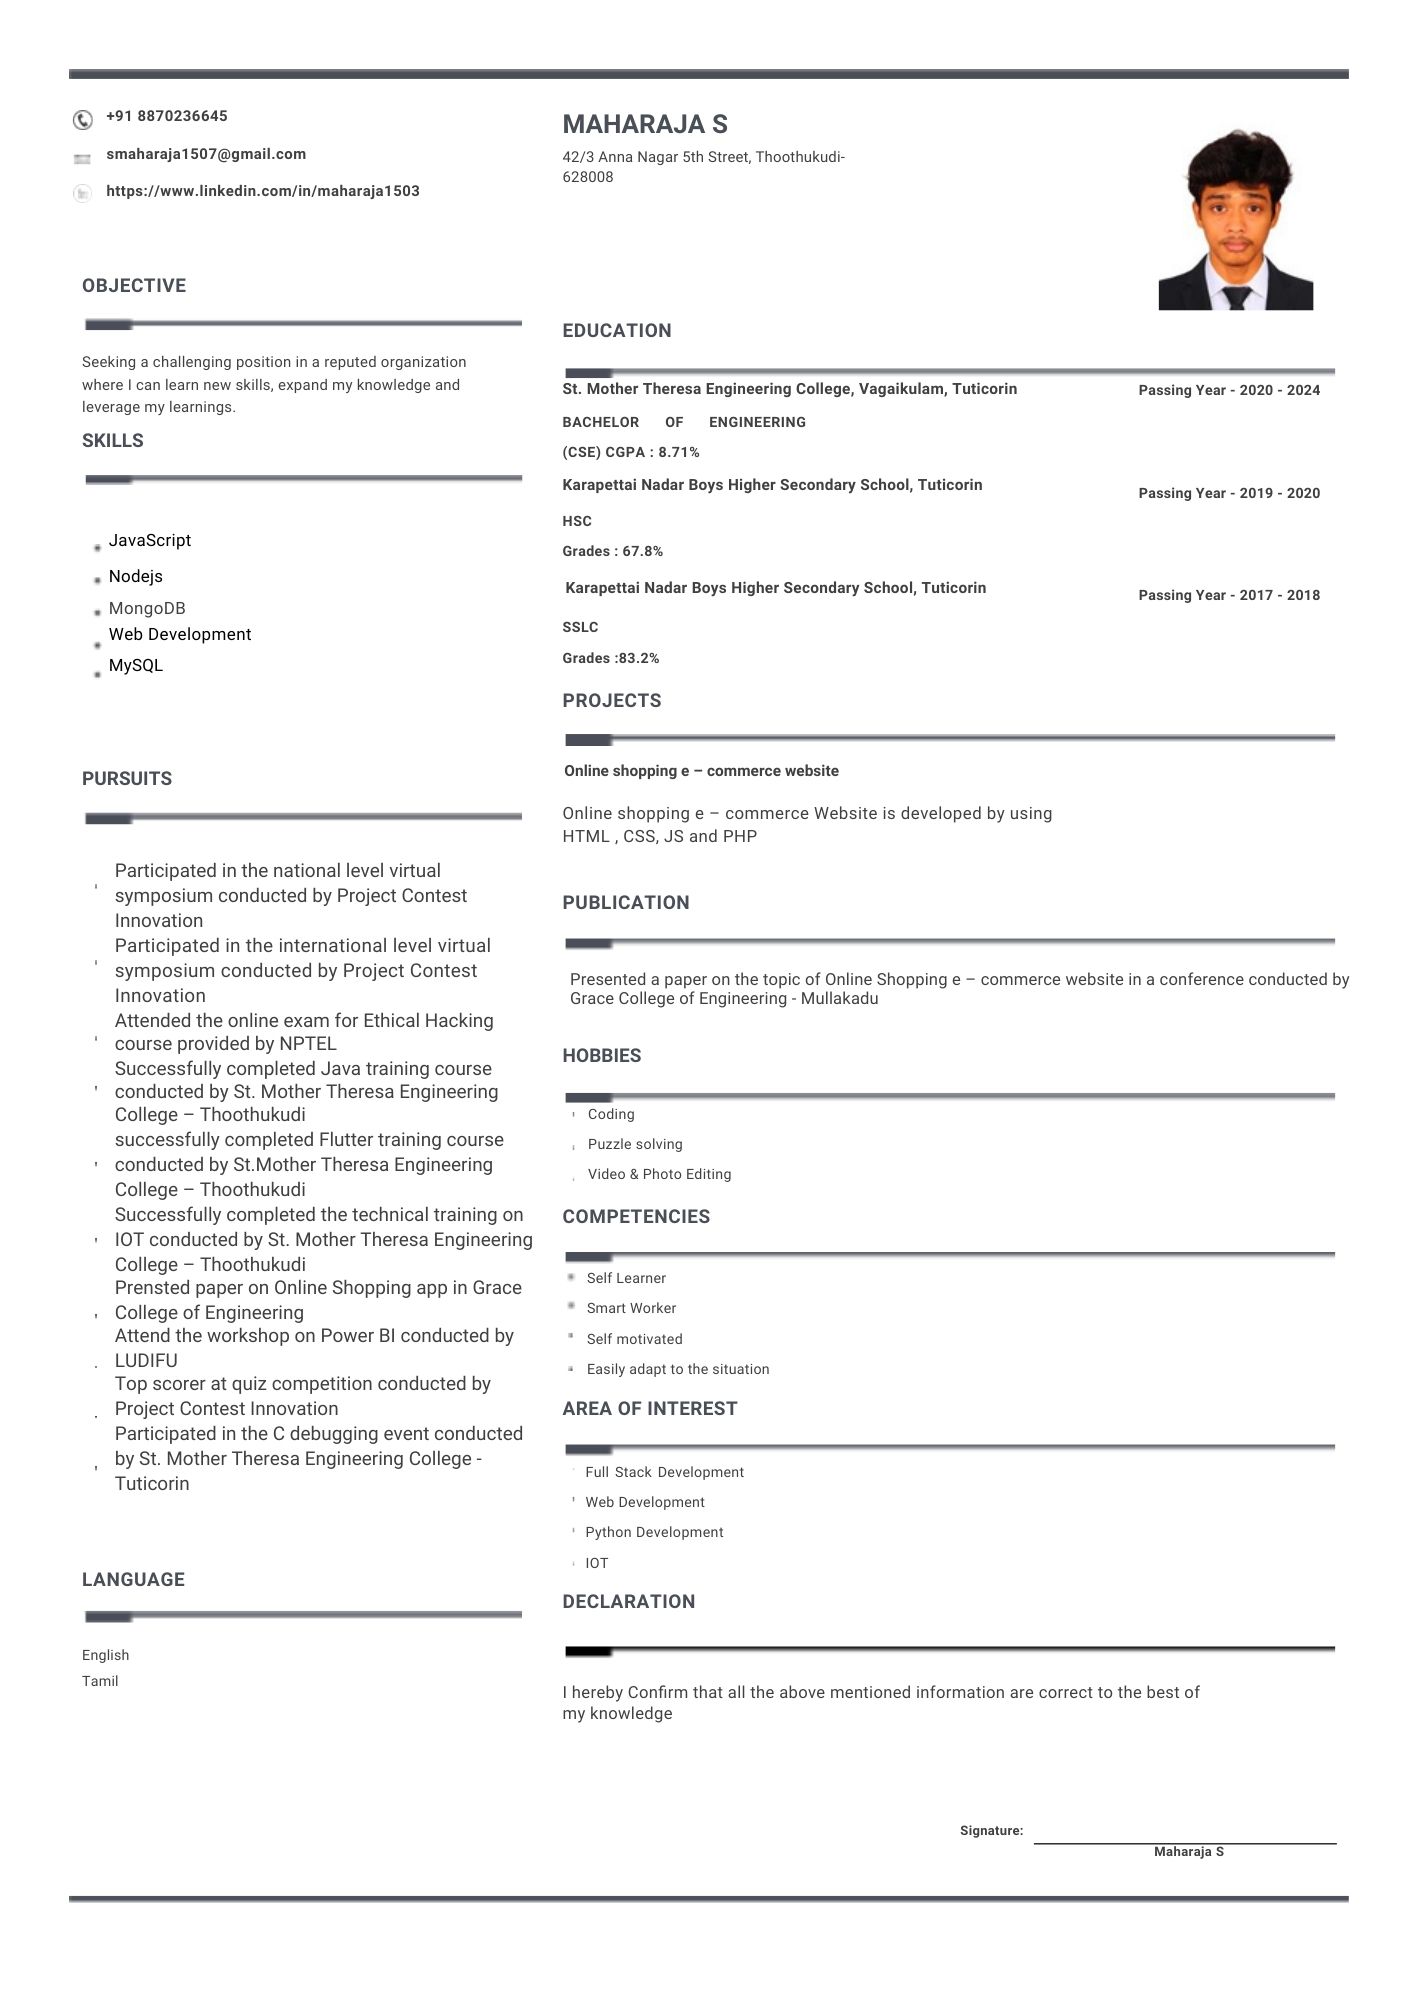 +91 8870236645
smaharaja1507@gmail.com
https://www.linkedin.com/in/maharaja1503
MAHARAJA S
42/3 Anna Nagar 5th Street, Thoothukudi-
628008
OBJECTIVE
Seeking a challenging position in a reputed organization
where I can learn new skills, expand my knowledge and
leverage my learnings.
SKILLS
JavaScript
Nodejs
MongoDB
Web Development
MySQL
PURSUITS
Participated in the national level virtual
symposium conducted by Project Contest
Innovation
Participated in the international level virtual
symposium conducted by Project Contest
Innovation
Attended the online exam for Ethical Hacking
course provided by NPTEL
Successfully completed Java training course
conducted by St. Mother Theresa Engineering
College – Thoothukudi
successfully completed Flutter training course
conducted by St.Mother Theresa Engineering
College – Thoothukudi
Successfully completed the technical training on
IOT conducted by St. Mother Theresa Engineering
College – Thoothukudi
Prensted paper on Online Shopping app in Grace
College of Engineering
Attend the workshop on Power BI conducted by
LUDIFU
Top scorer at quiz competition conducted by
Project Contest Innovation
Participated in the C debugging event conducted
by St. Mother Theresa Engineering College -
Tuticorin
LANGUAGE
English
Tamil
EDUCATION
St. Mother Theresa Engineering College, Vagaikulam, Tuticorin Passing Year - 2020 - 2024
BACHELOR OF ENGINEERING
(CSE) CGPA : 8.71%
Karapettai Nadar Boys Higher Secondary School, Tuticorin Passing Year - 2019 - 2020
HSC
Grades : 67.8%
Karapettai Nadar Boys Higher Secondary School, Tuticorin Passing Year - 2017 - 2018
SSLC
Grades :83.2%
PROJECTS
Online shopping e – commerce website
Online shopping e – commerce Website is developed by using
HTML , CSS, JS and PHP
PUBLICATION
Presented a paper on the topic of Online Shopping e – commerce website in a conference conducted by
Grace College of Engineering - Mullakadu
HOBBIES
Coding
Puzzle solving
Video & Photo Editing
COMPETENCIES
Self Learner
Smart Worker
Self motivated
Easily adapt to the situation
AREA OF INTEREST
Full Stack Development
Web Development
Python Development
IOT
DECLARATION
I hereby Confirm that all the above mentioned information are correct to the best of
my knowledge
Signature:
Maharaja S